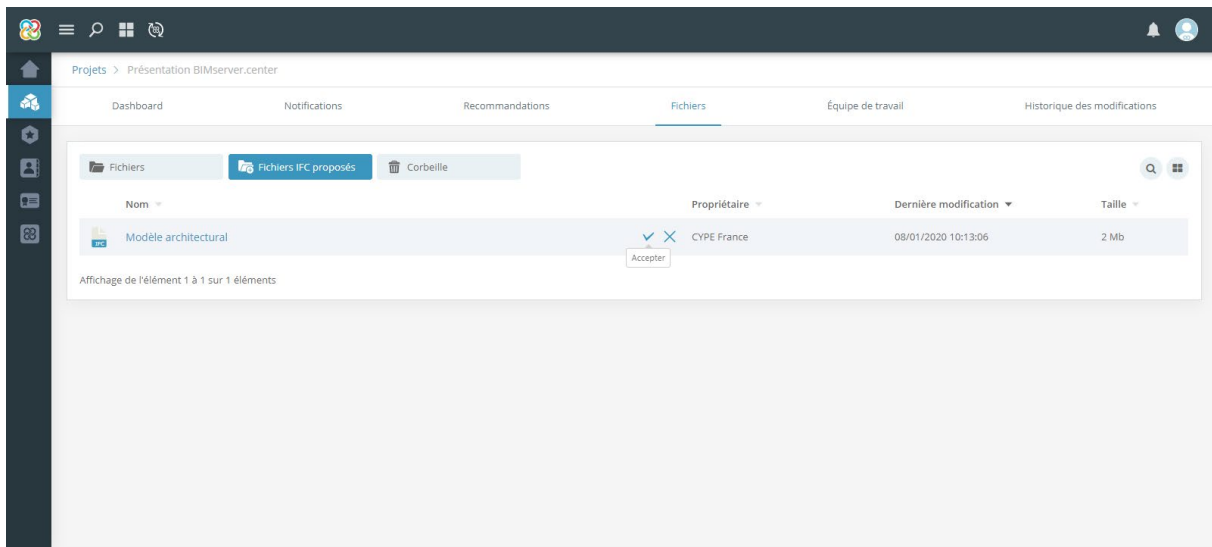 Projets > Présentation BIMserver.center
Dashboard Notifications Recommandations Fichiers Équipe de travail Historique des modifications
Fichiers Fichiers IFC proposés Corbeille
Nom Propriétaire Dernière modification Taille
IFC Modèle architectural CYPE France 08/01/2020 10:13:06 2 Mb
Accepter
Affichage de l'élément 1 à 1 sur 1 éléments